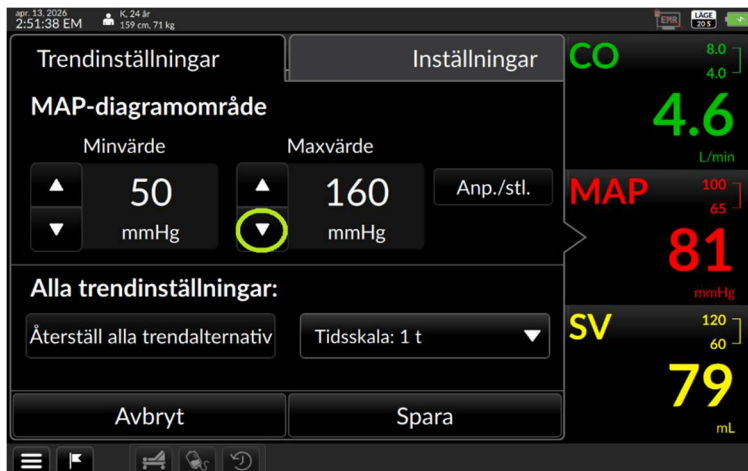 apr. 13, 2026
2:51:38 EM
K, 24 år
159 cm, 71 kg
EMR
LÄGE
20 S
Trendinställningar
Inställningar
MAP-diagramområde
Minvärde
Maxvärde
50
mmHg
160
mmHg
Anp./stl.
Alla trendinställningar:
Återställ alla trendalternativ
Tidsskala: 1 t
Avbryt
Spara
CO
8.0
4.0
4.6
L/min
MAP
100
65
81
mmHg
SV
120
60
79
mL